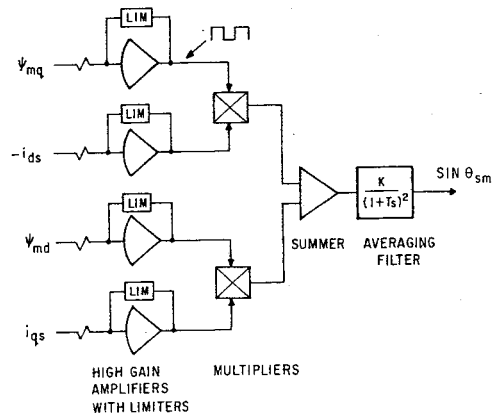 LIM
ψmq
LIM
-ids
LIM
ψmd
LIM
iqs
SUMMER
K
(1+Ts)²
AVERAGING
FILTER
SIN θsm
HIGH GAIN
AMPLIFIERS
WITH LIMITERS
MULTIPLIERS